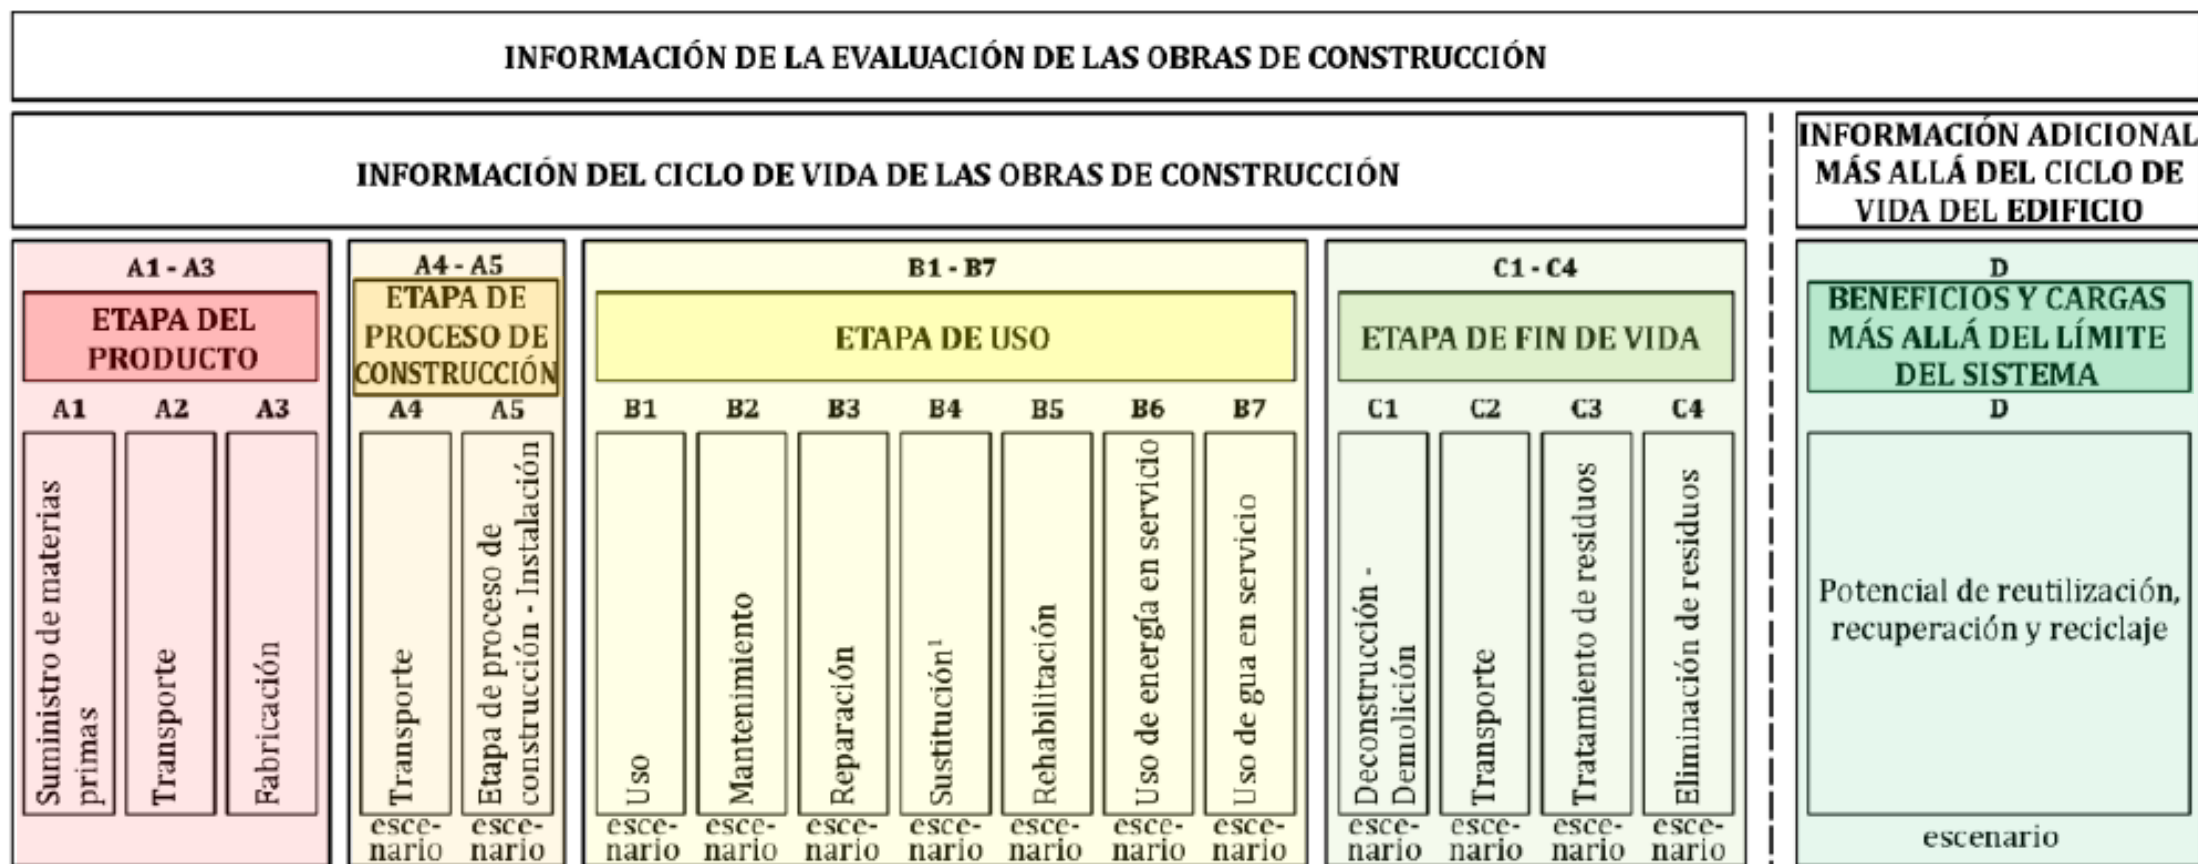 INFORMACIÓN DE LA EVALUACIÓN DE LAS OBRAS DE CONSTRUCCIÓN
INFORMACIÓN DEL CICLO DE VIDA DE LAS OBRAS DE CONSTRUCCIÓN
INFORMACIÓN ADICIONAL
MÁS ALLÁ DEL CICLO DE
VIDA DEL EDIFICIO
A1 - A3
ETAPA DEL
PRODUCTO
A1 A2 A3
Suministro de materias
primas
Transporte
Fabricación
A4 - A5
ETAPA DE
PROCESO DE
CONSTRUCCIÓN
A4 A5
Transporte
Etapa de proceso de
construcción - Instalación
esce-
nario
esce-
nario
B1 - B7
ETAPA DE USO
B1 B2 B3 B4 B5 B6 B7
Uso
Mantenimiento
Reparación
Sustitución¹
Rehabilitación
Uso de energía en servicio
Uso de gua en servicio
esce-
nario
esce-
nario
esce-
nario
esce-
nario
esce-
nario
esce-
nario
esce-
nario
C1 - C4
ETAPA DE FIN DE VIDA
C1 C2 C3 C4
Deconstrucción -
Demolición
Transporte
Tratamiento de residuos
Eliminación de residuos
esce-
nario
esce-
nario
esce-
nario
esce-
nario
D
BENEFICIOS Y CARGAS
MÁS ALLÁ DEL LÍMITE
DEL SISTEMA
D
Potencial de reutilización,
recuperación y reciclaje
escenario